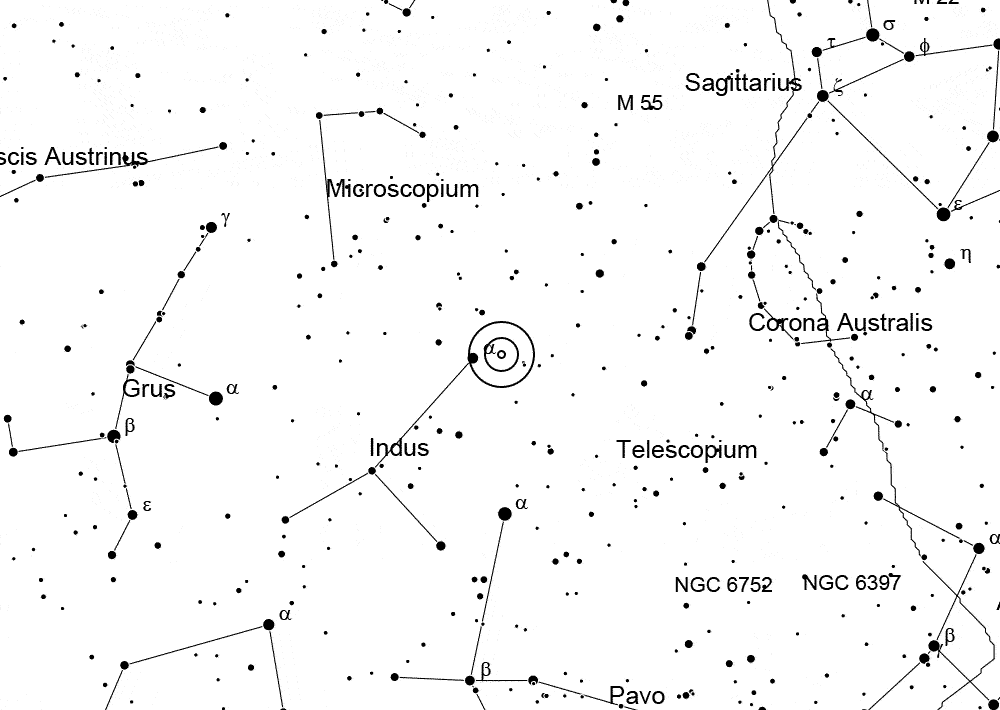 M 22
σ
τ
φ
Sagittarius
ζ
M 55
scis Austrinus
Microscopium
ε
γ
η
Corona Australis
α
Grus
α
α
β
Indus
Telescopium
ε
α
α
NGC 6752
NGC 6397
α
β
γ
β
Pavo